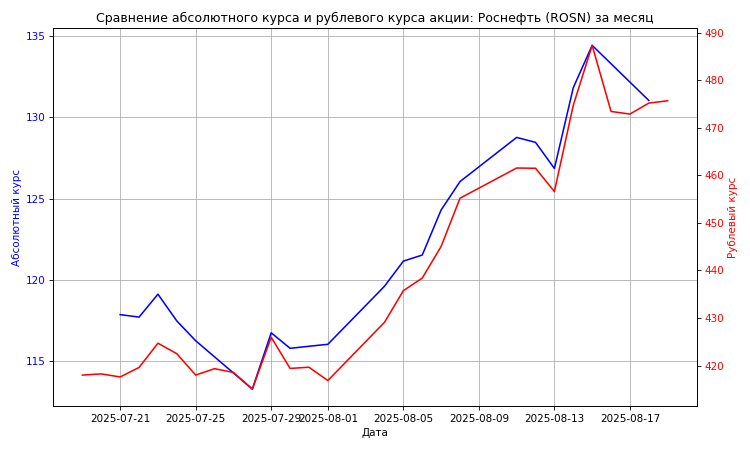 Сравнение абсолютного курса и рублевого курса акции: Роснефть (ROSN) за месяц
135
130
125
120
115
Абсолютный курс
490
480
470
460
450
440
430
420
Рублевый курс
2025-07-21 2025-07-25 2025-07-29 2025-08-01 2025-08-05 2025-08-09 2025-08-13 2025-08-17
Дата